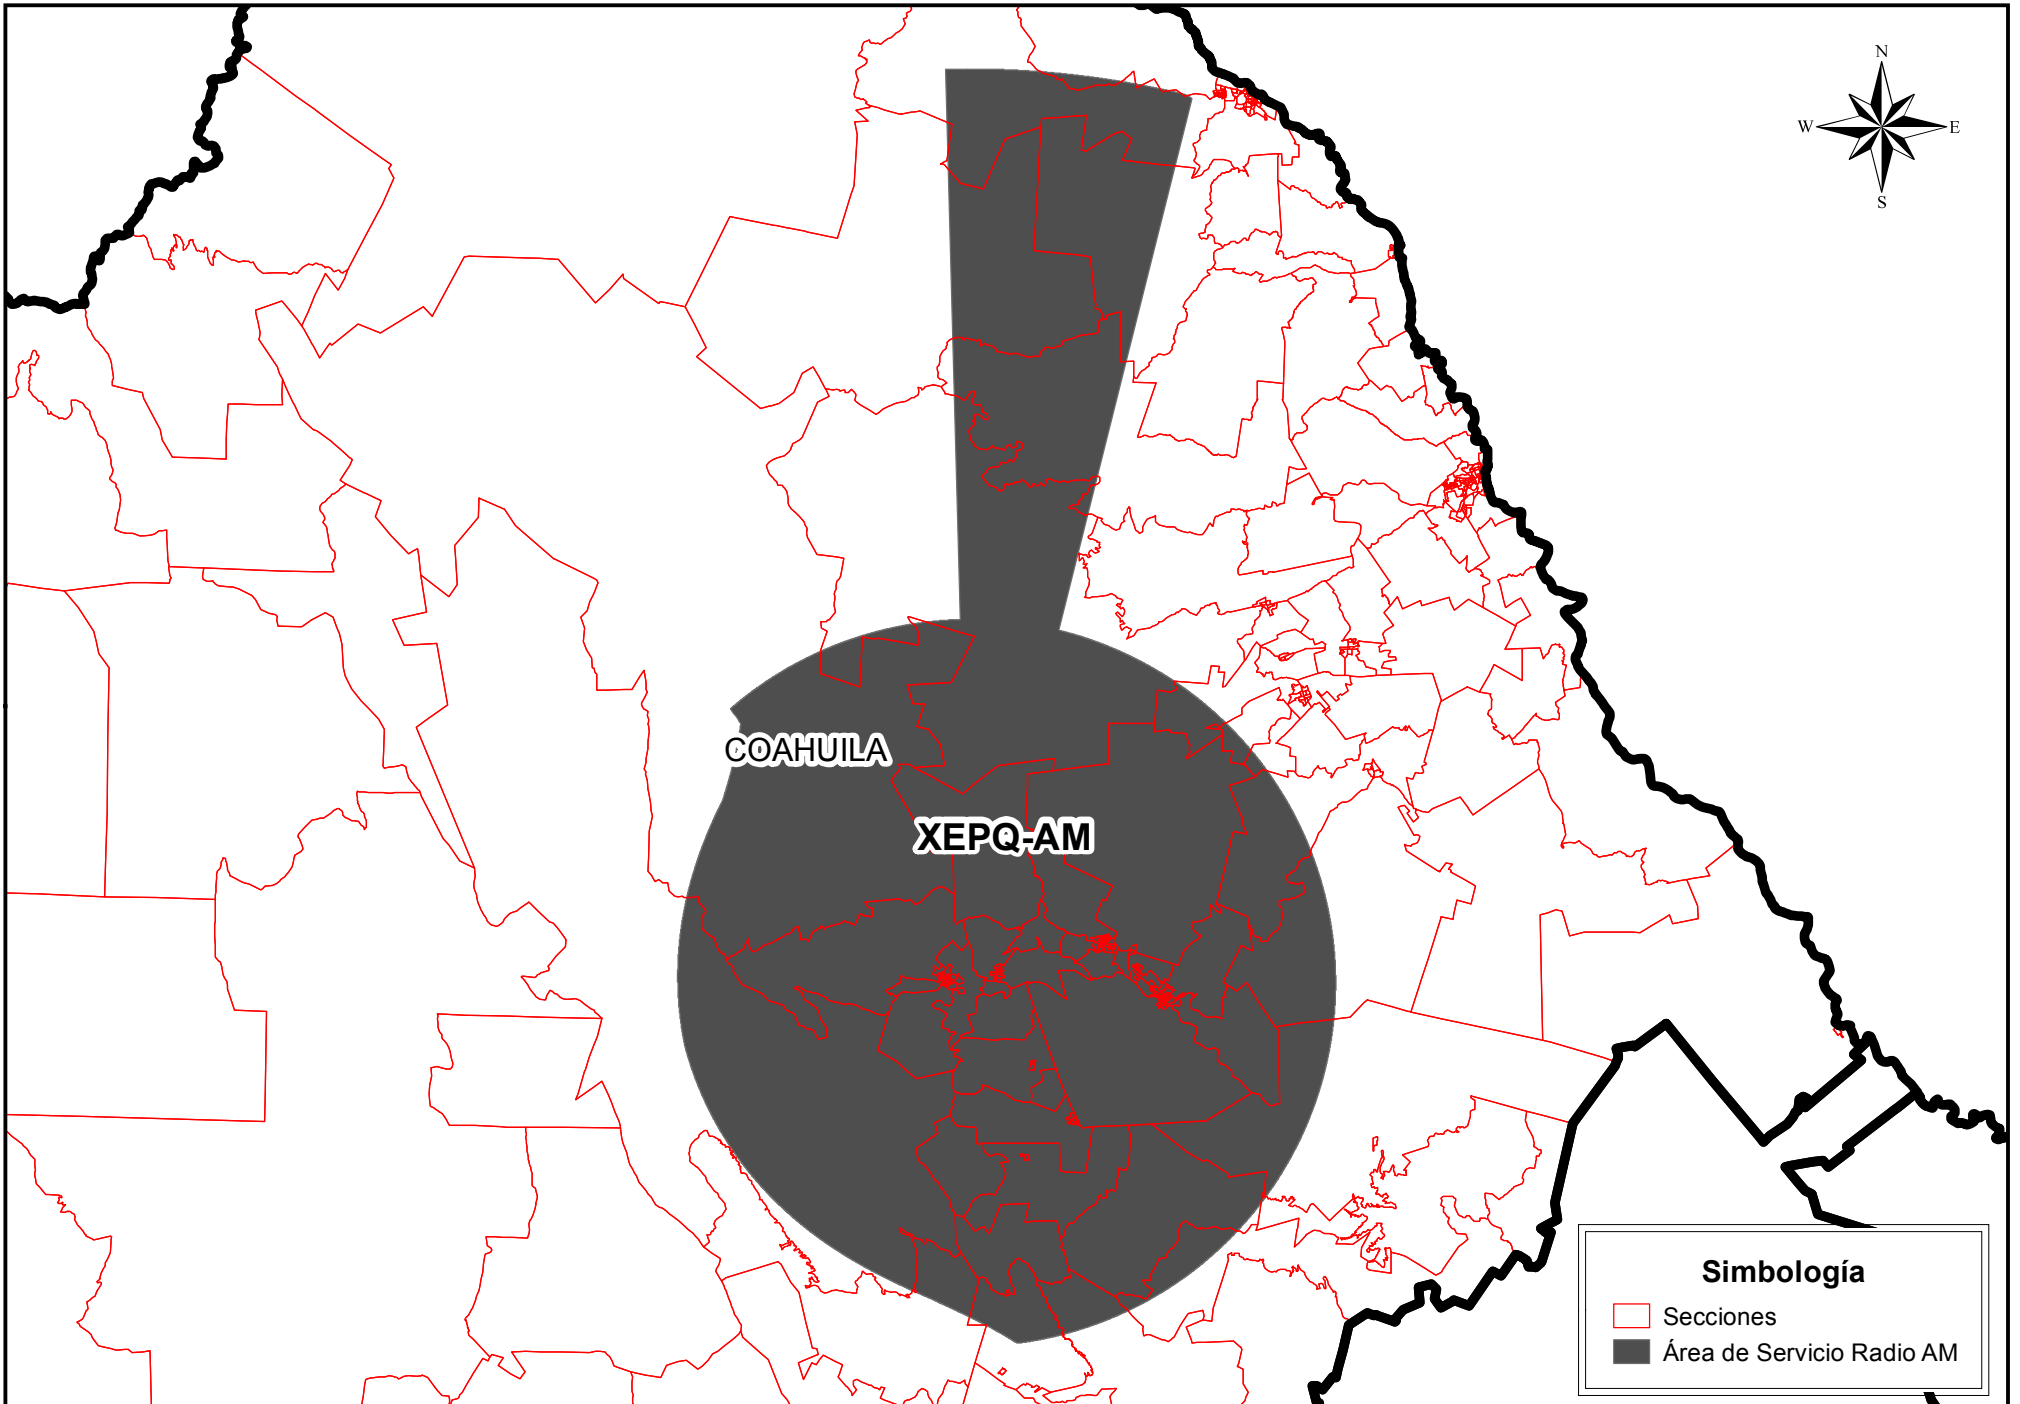 N
W E
S
COAHUILA
XEPQ-AM
Simbología
Secciones
Área de Servicio Radio AM